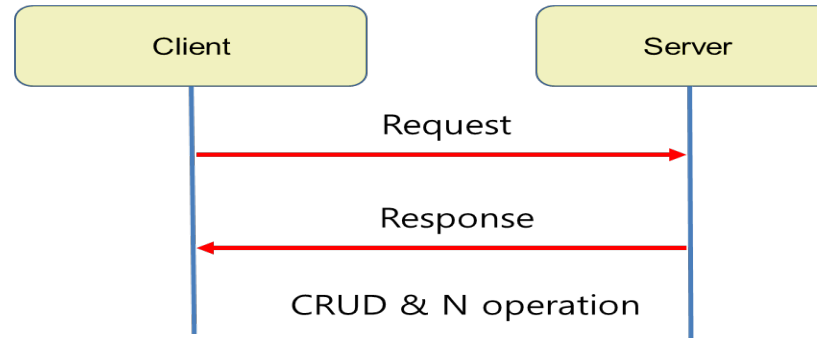 Client
Server
Request
Response
CRUD & N operation